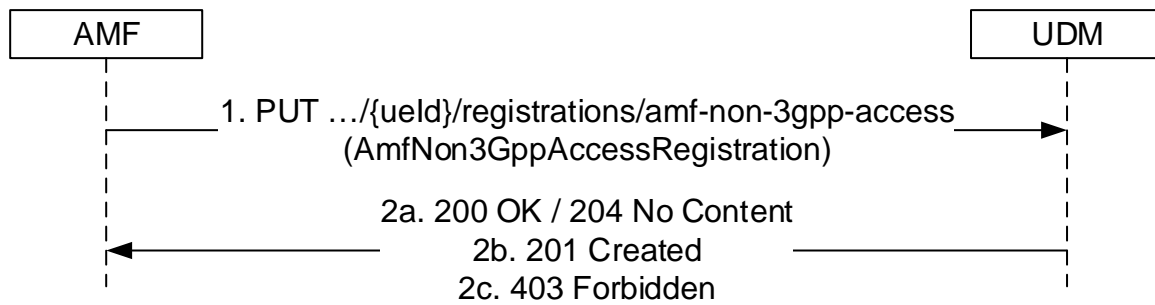 AMF
UDM
1. PUT …/{ueId}/registrations/amf-non-3gpp-access
(AmfNon3GppAccessRegistration)
2a. 200 OK / 204 No Content
2b. 201 Created
2c. 403 Forbidden